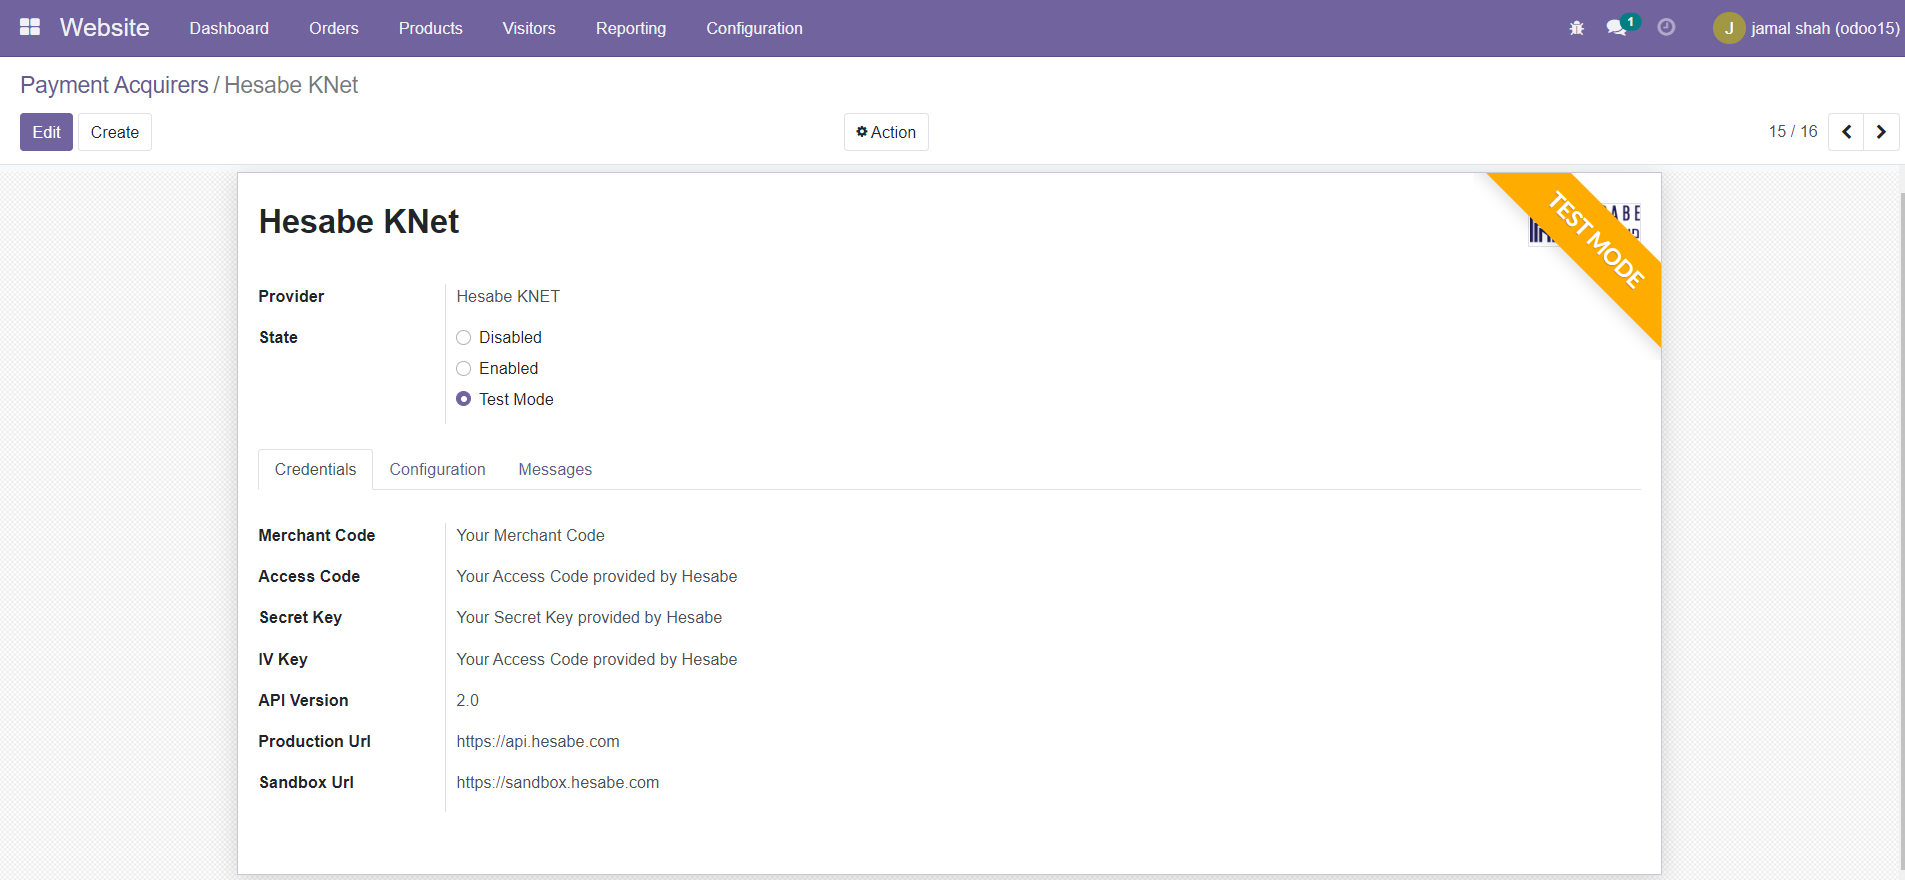 Website Dashboard Orders Products Visitors Reporting Configuration 1 J jamal shah (odoo15)
Payment Acquirers / Hesabe KNet
Edit Create Action 15 / 16
Hesabe KNet
TEST MODE
ABE
Provider Hesabe KNET
State Disabled
Enabled
Test Mode
Credentials Configuration Messages
Merchant Code Your Merchant Code
Access Code Your Access Code provided by Hesabe
Secret Key Your Secret Key provided by Hesabe
IV Key Your Access Code provided by Hesabe
API Version 2.0
Production Url https://api.hesabe.com
Sandbox Url https://sandbox.hesabe.com